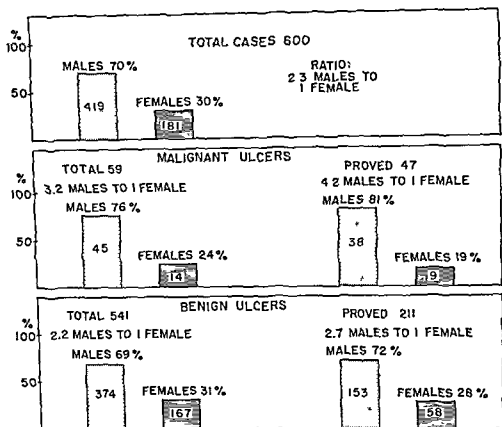 %
100
50
TOTAL CASES 600
MALES 70%
RATIO:
2 3 MALES TO
1 FEMALE
FEMALES 30%
419
181
%
100
50
MALIGNANT ULCERS
TOTAL 59
3.2 MALES TO 1 FEMALE
MALES 76%
FEMALES 24%
45
14
PROVED 47
4 2 MALES TO 1 FEMALE
MALES 81%
FEMALES 19%
38
9
%
100
50
BENIGN ULCERS
TOTAL 541
2.2 MALES TO 1 FEMALE
MALES 69%
FEMALES 31%
374
167
PROVED 211
2.7 MALES TO 1 FEMALE
MALES 72%
FEMALES 28%
153
58